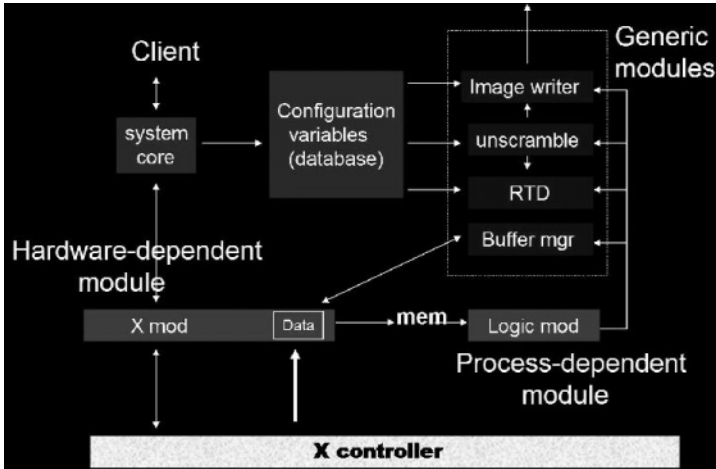 Client
Generic
modules
Image writer
Configuration
variables
(database)
system
core
unscramble
RTD
Buffer mgr
Hardware-dependent
module
X mod
Data
mem
Logic mod
Process-dependent
module
X controller